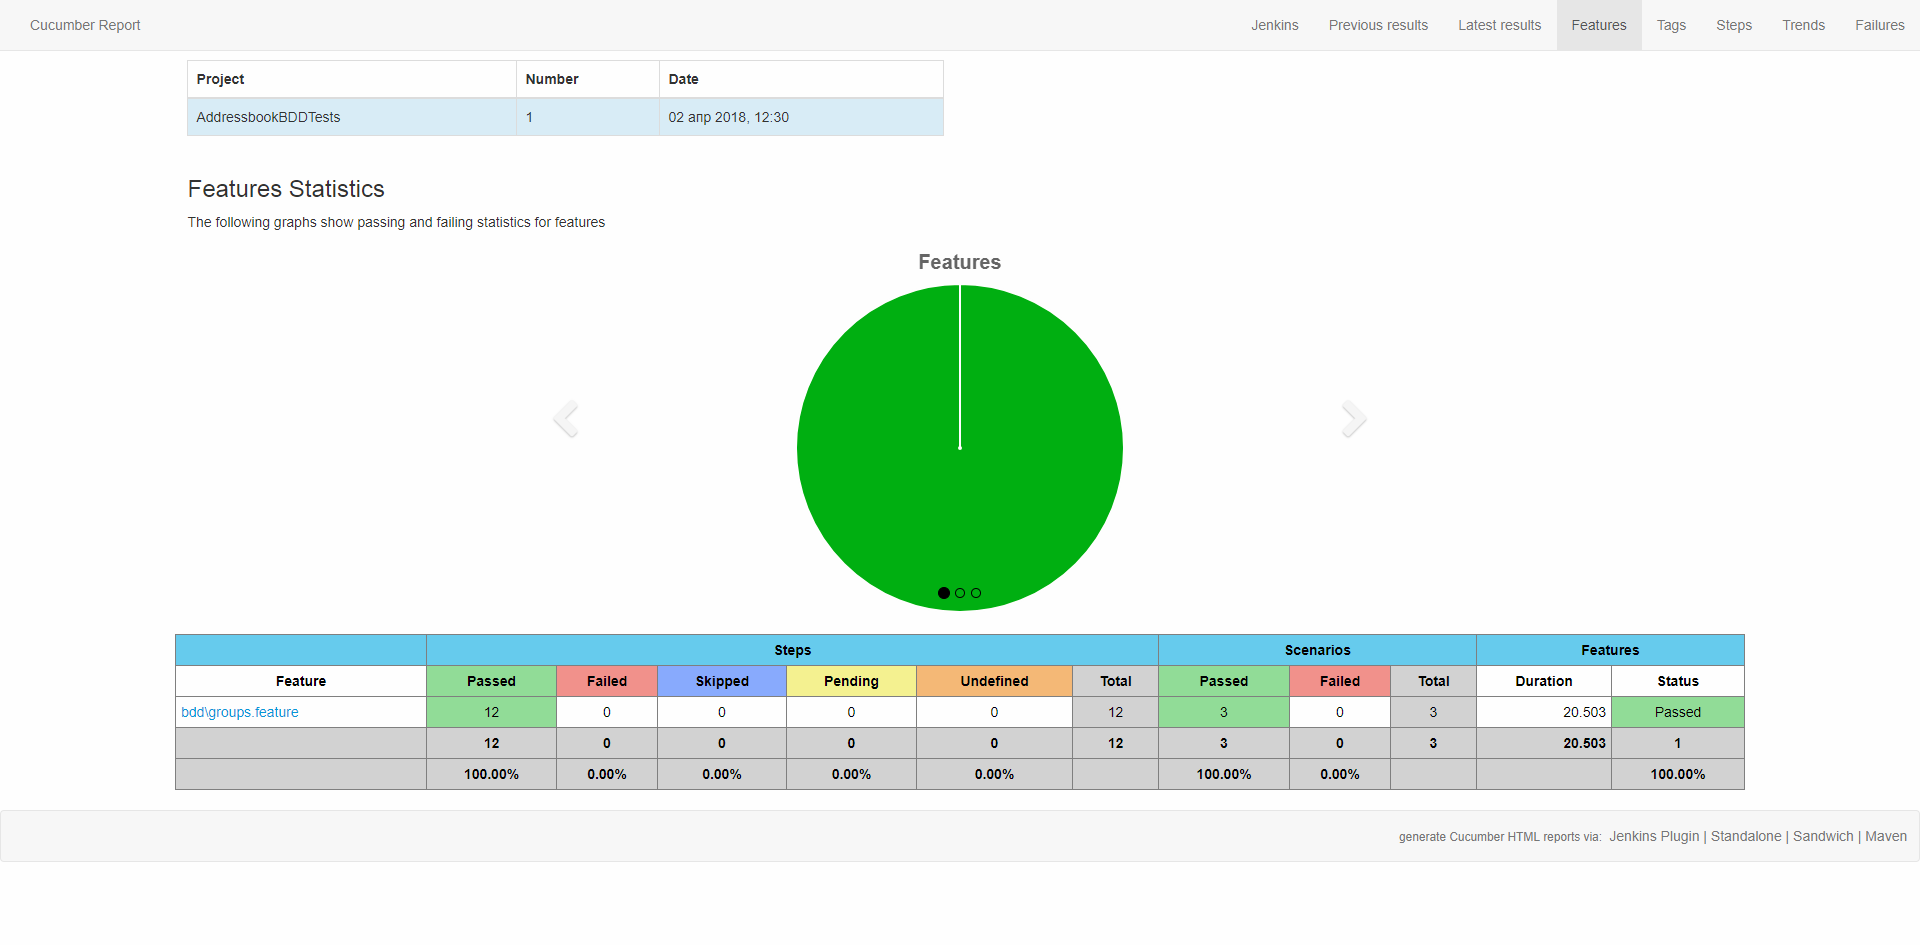 Cucumber Report Jenkins Previous results Latest results Features Tags Steps Trends Failures
Project Number Date
AddressbookBDDTests 1 02 апр 2018, 12:30
Features Statistics
The following graphs show passing and failing statistics for features
Features
Steps Scenarios Features
Feature Passed Failed Skipped Pending Undefined Total Passed Failed Total Duration Status
bdd\groups.feature 12 0 0 0 0 12 3 0 3 20.503 Passed
12 0 0 0 0 12 3 0 3 20.503 1
100.00% 0.00% 0.00% 0.00% 0.00% 100.00% 0.00% 100.00%
generate Cucumber HTML reports via: Jenkins Plugin | Standalone | Sandwich | Maven